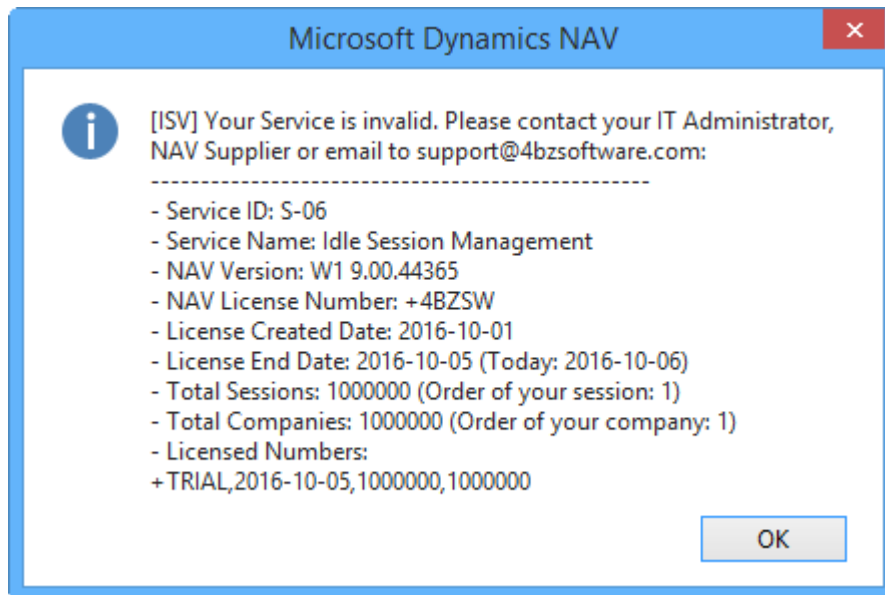 Microsoft Dynamics NAV
[ISV] Your Service is invalid. Please contact your IT Administrator,
NAV Supplier or email to support@4bzsoftware.com:
--------------------------------------------------
- Service ID: S-06
- Service Name: Idle Session Management
- NAV Version: W1 9.00.44365
- NAV License Number: +4BZSW
- License Created Date: 2016-10-01
- License End Date: 2016-10-05 (Today: 2016-10-06)
- Total Sessions: 1000000 (Order of your session: 1)
- Total Companies: 1000000 (Order of your company: 1)
- Licensed Numbers:
+TRIAL,2016-10-05,1000000,1000000
OK